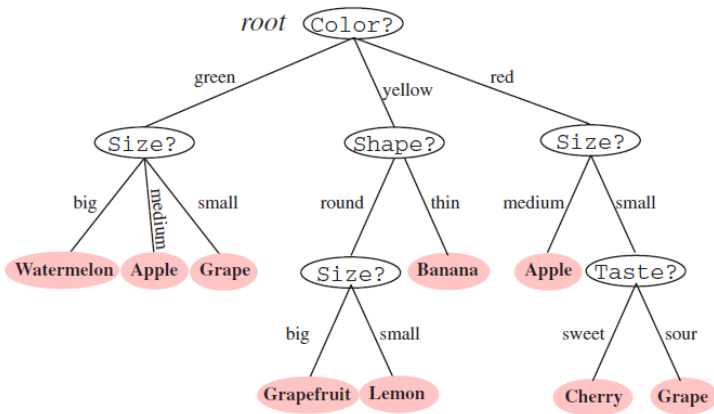 root Color?
green
yellow
red
Size?
Shape?
Size?
big
medium
small
round
thin
medium
small
Watermelon
Apple
Grape
Size?
Banana
Apple
Taste?
big
small
sweet
sour
Grapefruit
Lemon
Cherry
Grape